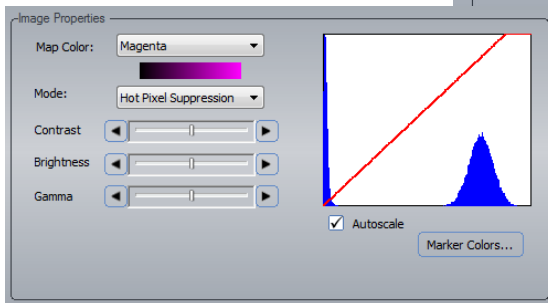 Image Properties
Map Color: Magenta
Mode: Hot Pixel Suppression
Contrast
Brightness
Gamma
Autoscale
Marker Colors...